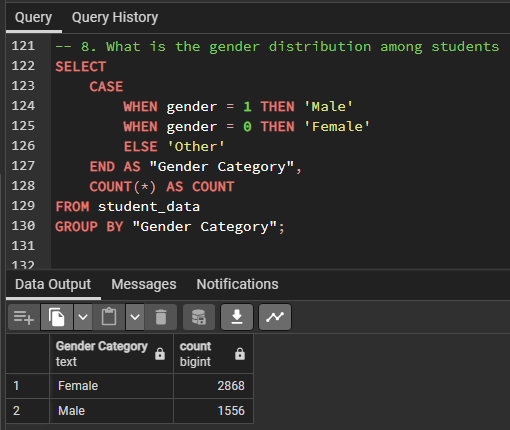 Query Query History
121 -- 8. What is the gender distribution among students
122 SELECT
123 CASE
124 WHEN gender = 1 THEN 'Male'
125 WHEN gender = 0 THEN 'Female'
126 ELSE 'Other'
127 END AS "Gender Category",
128 COUNT(*) AS COUNT
129 FROM student_data
130 GROUP BY "Gender Category";
131
132
Data Output Messages Notifications
Gender Category count
text bigint
1 Female 2868
2 Male 1556